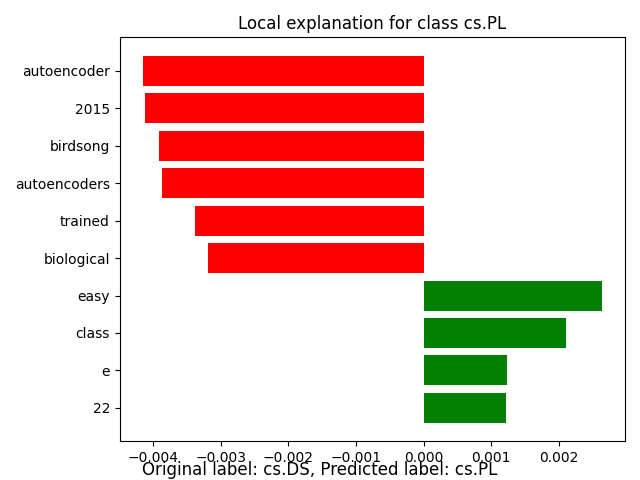 Local explanation for class cs.PL
autoencoder
2015
birdsong
autoencoders
trained
biological
easy
class
e
22
−0.004 −0.003 −0.002 −0.001 0.000 0.001 0.002
Original label: cs.DS, Predicted label: cs.PL